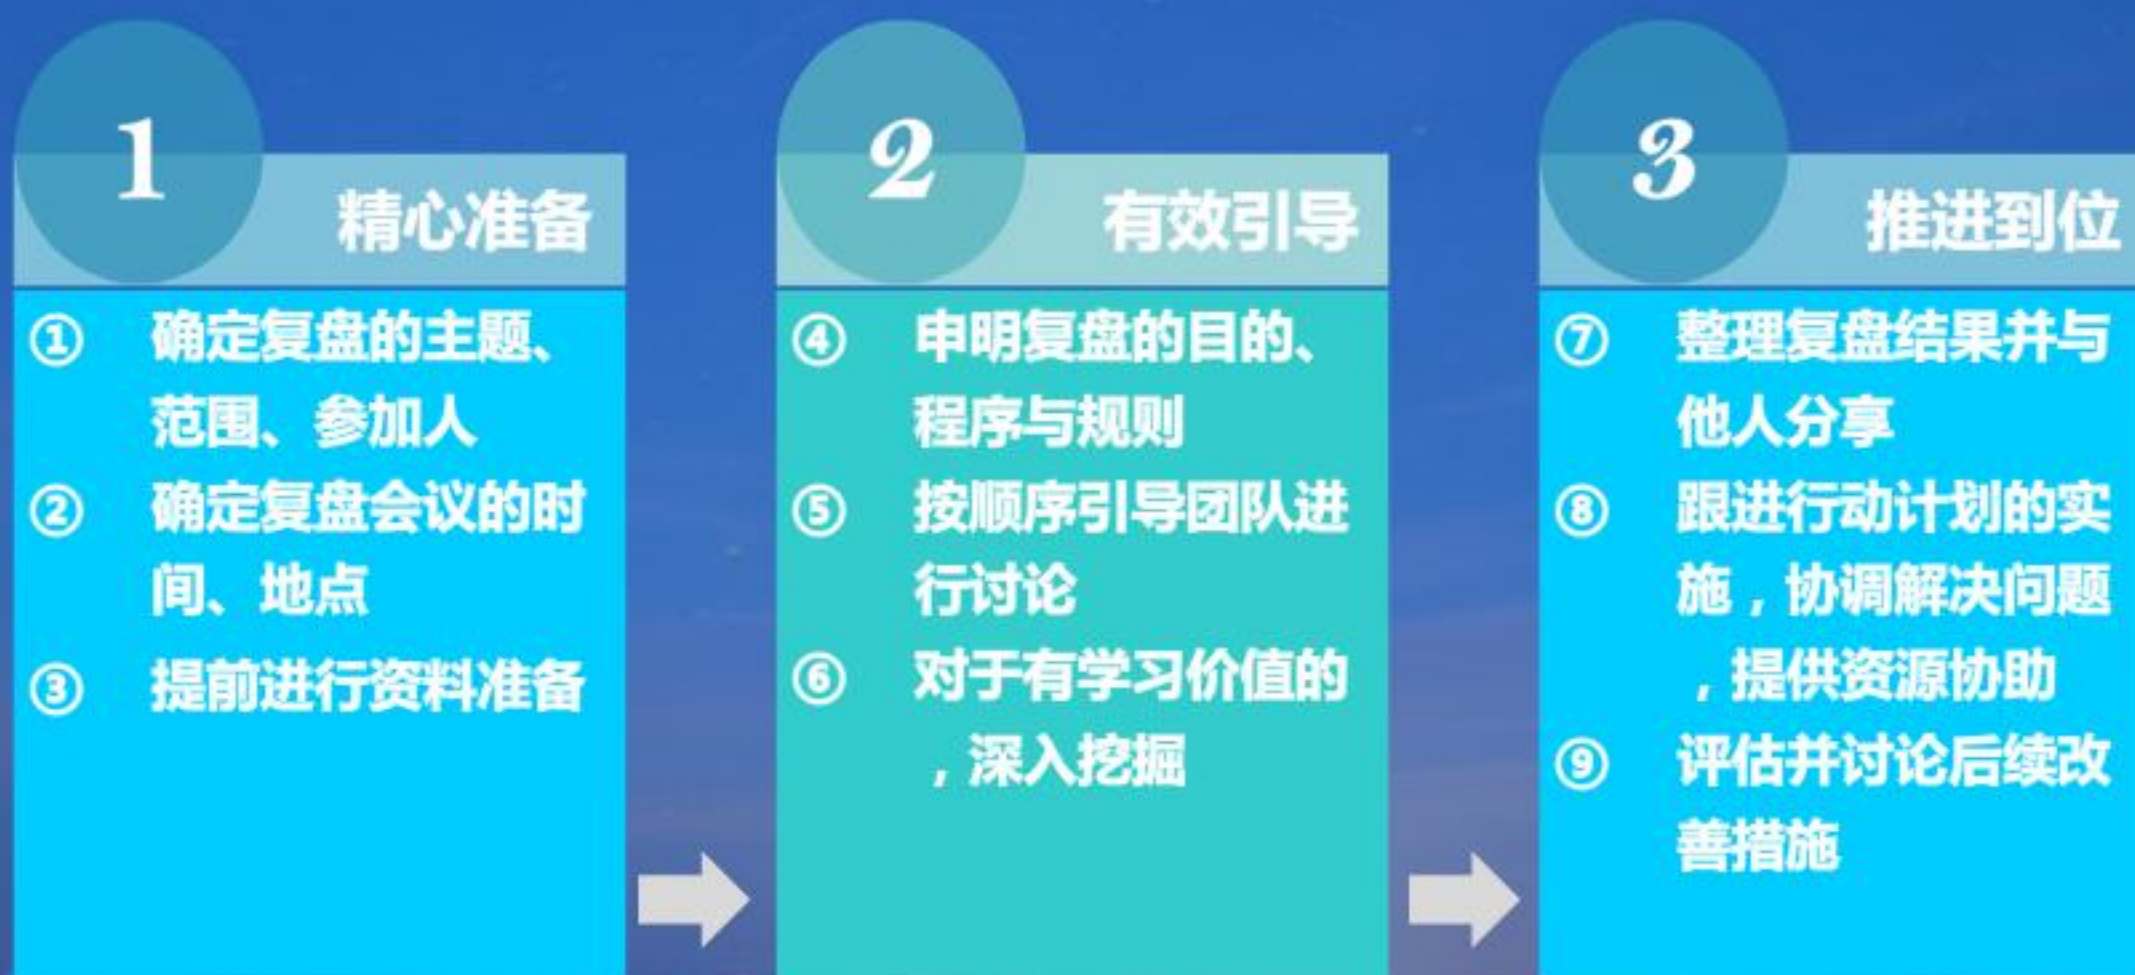 1
精心准备
① 确定复盘的主题、
范围、参加人
② 确定复盘会议的时
间、地点
③ 提前进行资料准备
2
有效引导
④ 申明复盘的目的、
程序与规则
⑤ 按顺序引导团队进
行讨论
⑥ 对于有学习价值的
，深入挖掘
3
推进到位
⑦ 整理复盘结果并与
他人分享
⑧ 跟进行动计划的实
施，协调解决问题
，提供资源协助
⑨ 评估并讨论后续改
善措施